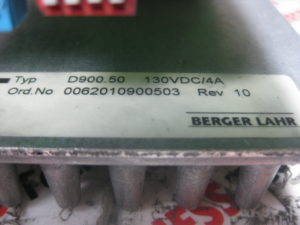 Typ D900.50 130VDC/4A
Ord.No 0062010900503 Rev 10
BERGER LAHR